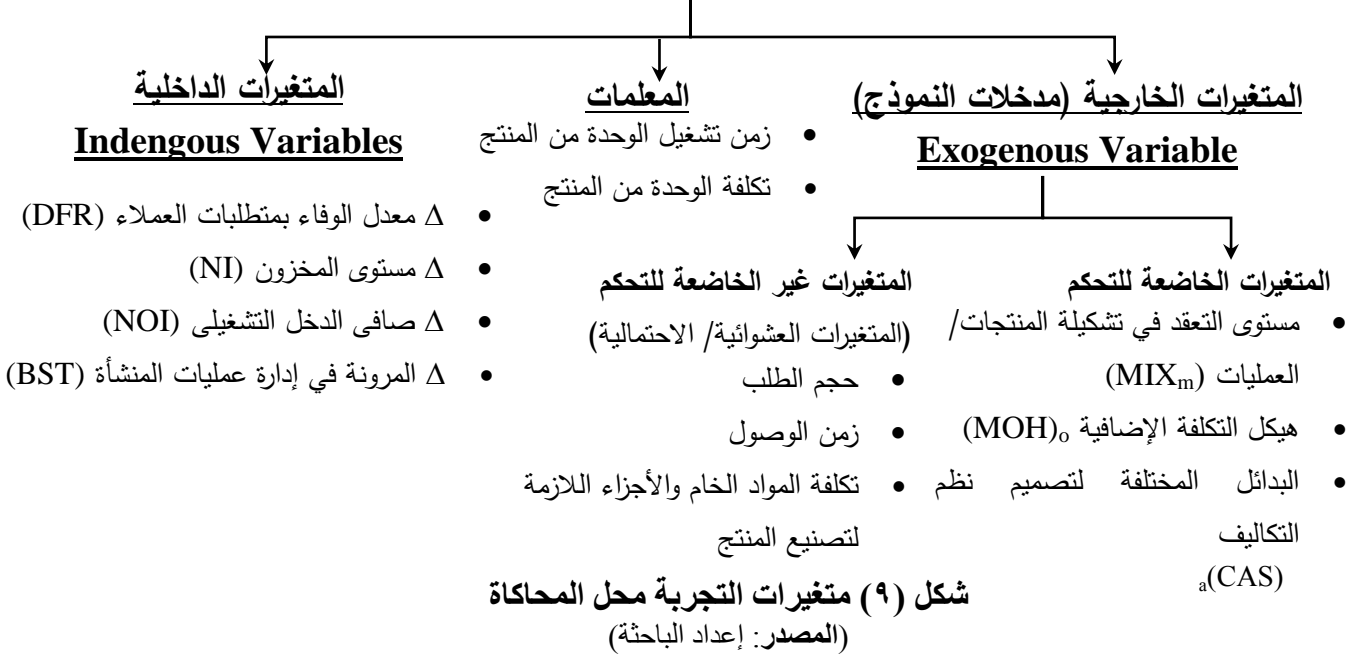 المتغيرات الخارجية (مدخلات النموذج)
Exogenous Variable
المتغيرات الخاضعة للتحكم
• مستوى التعقد في تشكيلة المنتجات/
العمليات (MIXm)
• هيكل التكلفة الإضافية o(MOH)
• البدائل المختلفة لتصميم نظم
التكاليف
a(CAS)
المتغيرات غير الخاضعة للتحكم
(المتغيرات العشوائية/ الاحتمالية)
• حجم الطلب
• زمن الوصول
• تكلفة المواد الخام والأجزاء اللازمة
لتصنيع المنتج
المعلمات
• زمن تشغيل الوحدة من المنتج
• تكلفة الوحدة من المنتج
المتغيرات الداخلية
Indengous Variables
• Δ معدل الوفاء بمتطلبات العملاء (DFR)
• Δ مستوى المخزون (NI)
• Δ صافى الدخل التشغيلى (NOI)
• Δ المرونة في إدارة عمليات المنشأة (BST)
شكل (٩) متغيرات التجربة محل المحاكاة
(المصدر: إعداد الباحثة)